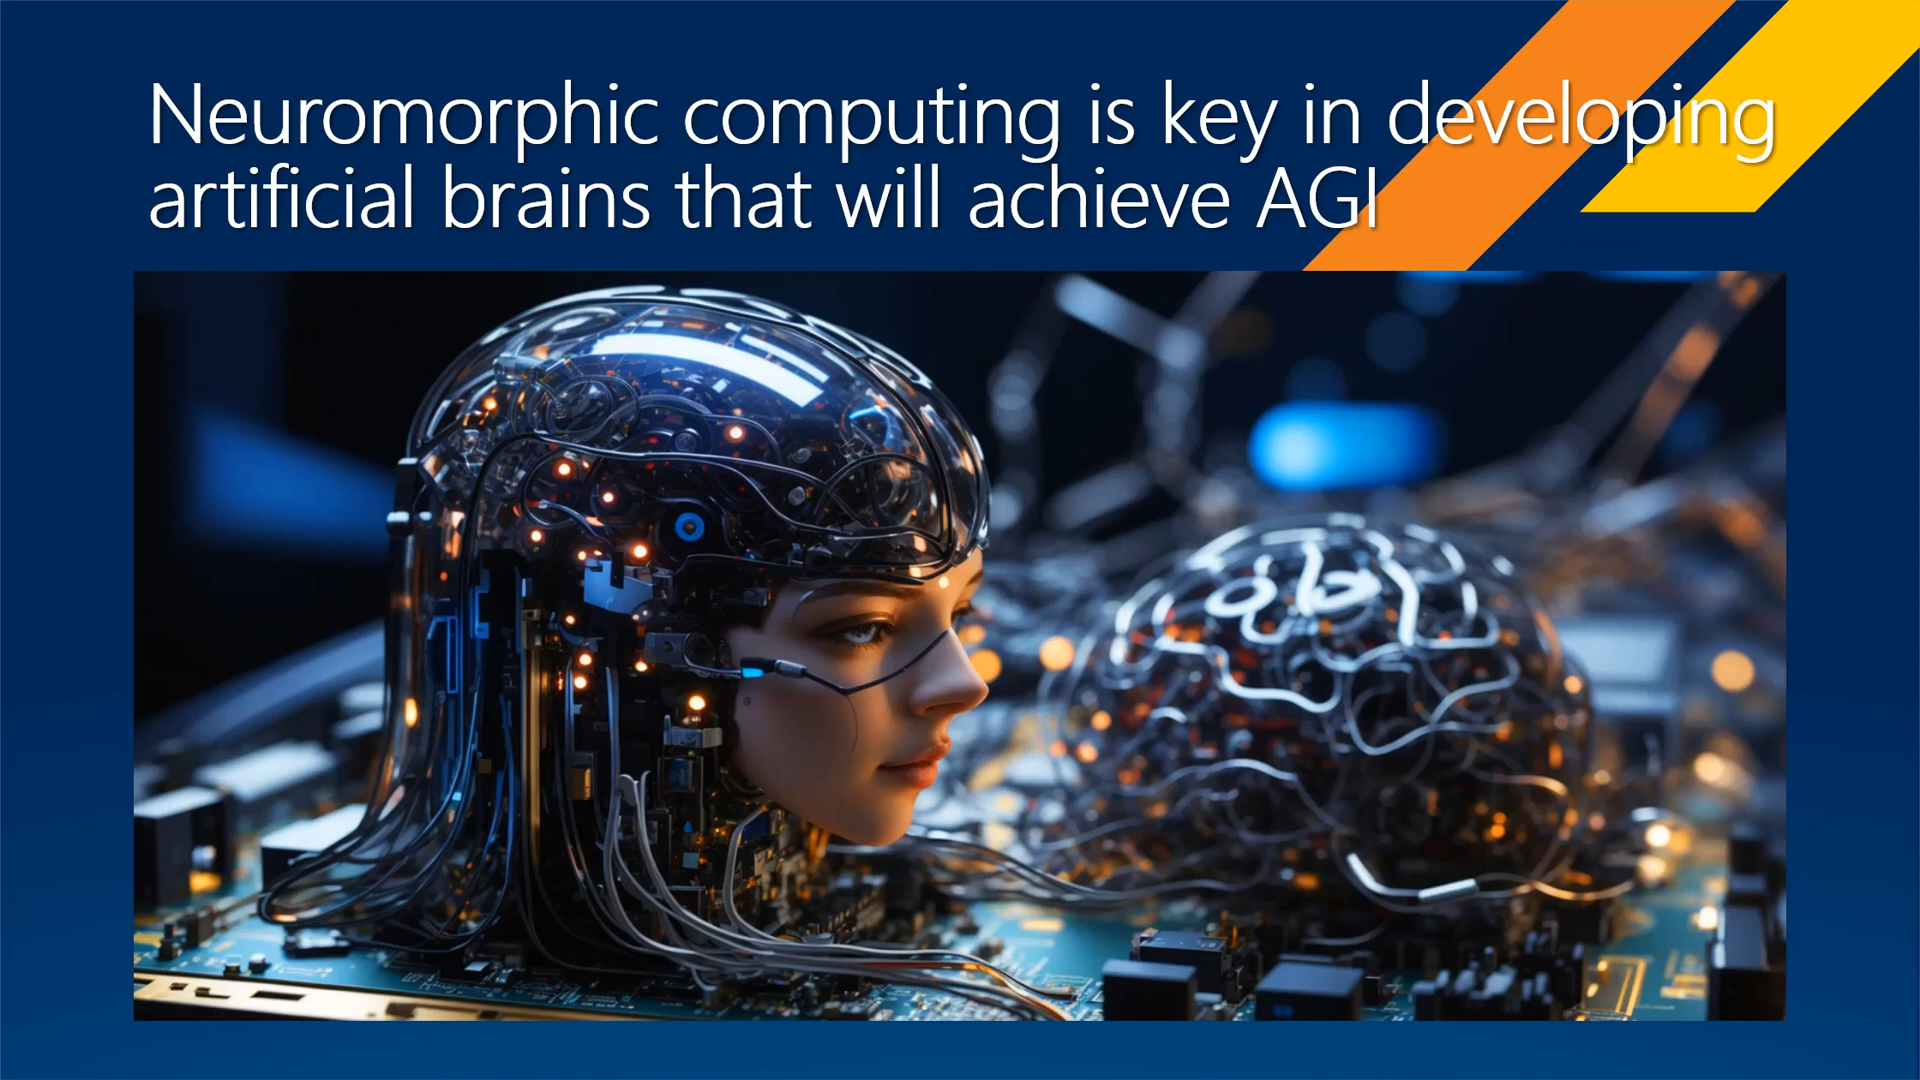 Neuromorphic computing is key in developing
artificial brains that will achieve AGI